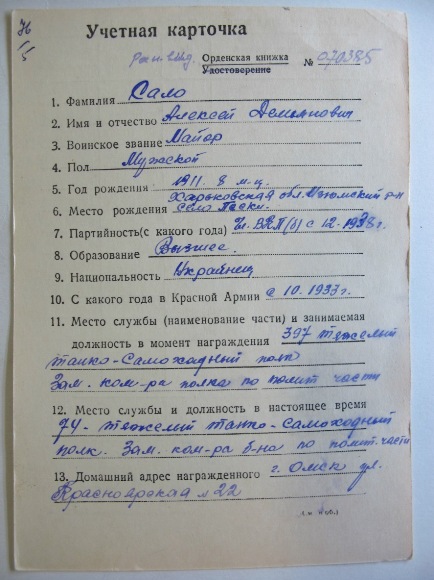 76/5
Учетная карточка
Орденская книжка
Удостоверение № 070385
1. Фамилия Сало
2. Имя и отчество Алексей Демьянович
3. Воинское звание Майор
4. Пол Мужской
5. Год рождения 1911. 8 м-ц.
Харьковская обл. Изюмский р-н
6. Место рождения село Пески.
7. Партийность(с какого года) Чл. ВКП(б) с 12-1938г.
8. Образование Высшее
9. Национальность Украинец
10. С какого года в Красной Армии с 10.1933г.
11. Место службы (наименование части) и занимаемая
должность в момент награждения 397 тяжелый
танко-Самоходный полк
Зам. ком-ра полка по полит части
12. Место службы и должность в настоящее время
74- тяжелый танко-самоходный
полк. Зам. ком-ра б-на по полит. части
13. Домашний адрес награжденного г. Омск ул.
Красноярская 22